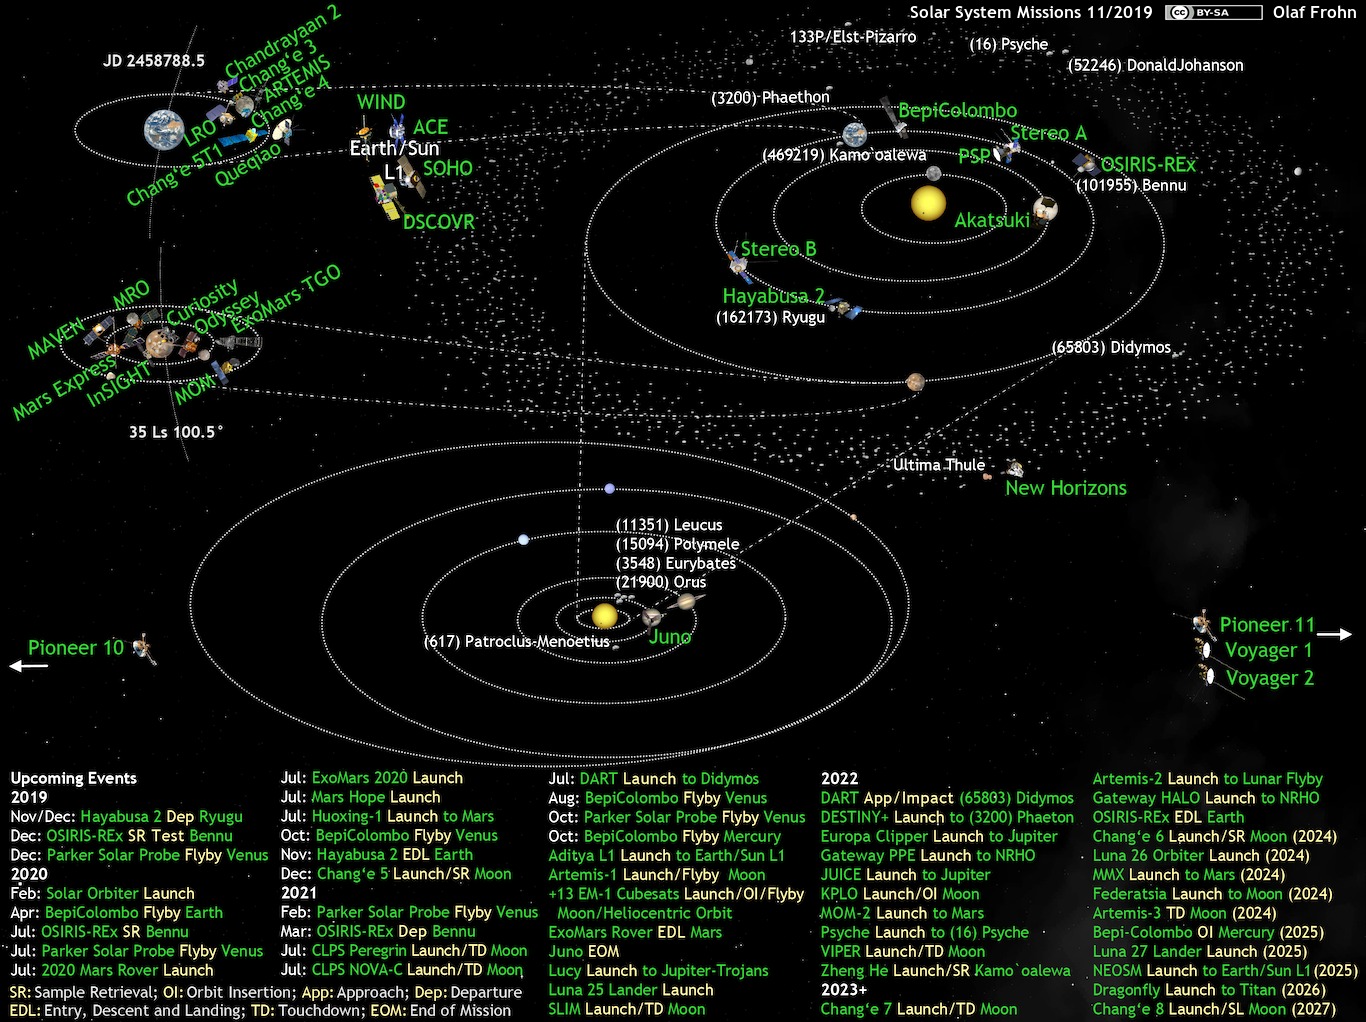 Solar System Missions 11/2019 cc BY-SA Olaf Frohn
JD 2458788.5
Chandrayaan 2
Chang‘e 3
ARTEMIS
Chang‘e 4
LRO
Chang‘e-5T1
Queqiao
WIND
ACE
Earth/Sun
L1
SOHO
DSCOVR
133P/Elst-Pizarro
(16) Psyche
(52246) DonaldJohanson
(3200) Phaethon
BepiColombo
Stereo A
(469219) Kamo`oalewa
PSP
OSIRIS-REx
(101955) Bennu
Akatsuki
Stereo B
Hayabusa 2
(162173) Ryugu
(65803) Didymos
MRO
Curiosity
Odyssey
ExoMars TGO
MAVEN
Mars Express
InSIGHT
MOM
35 Ls 100.5°
Ultima Thule
New Horizons
(11351) Leucus
(15094) Polymele
(3548) Eurybates
(21900) Orus
(617) Patroclus-Menoetius
Juno
Pioneer 10
Pioneer 11
Voyager 1
Voyager 2
Upcoming Events
2019
Nov/Dec: Hayabusa 2 Dep Ryugu
Dec: OSIRIS-REx SR Test Bennu
Dec: Parker Solar Probe Flyby Venus
2020
Feb: Solar Orbiter Launch
Apr: BepiColombo Flyby Earth
Jul: OSIRIS-REx SR Bennu
Jul: Parker Solar Probe Flyby Venus
Jul: 2020 Mars Rover Launch
Jul: ExoMars 2020 Launch
Jul: Mars Hope Launch
Jul: Huoxing-1 Launch to Mars
Oct: BepiColombo Flyby Venus
Nov: Hayabusa 2 EDL Earth
Dec: Chang‘e 5 Launch/SR Moon
2021
Feb: Parker Solar Probe Flyby Venus
Mar: OSIRIS-REx Dep Bennu
Jul: CLPS Peregrin Launch/TD Moon
Jul: CLPS NOVA-C Launch/TD Moon
Jul: DART Launch to Didymos
Aug: BepiColombo Flyby Venus
Oct: Parker Solar Probe Flyby Venus
Oct: BepiColombo Flyby Mercury
Aditya L1 Launch to Earth/Sun L1
Artemis-1 Launch/Flyby Moon
+13 EM-1 Cubesats Launch/OI/Flyby
Moon/Heliocentric Orbit
ExoMars Rover EDL Mars
Juno EOM
Lucy Launch to Jupiter-Trojans
Luna 25 Lander Launch
SLIM Launch/TD Moon
2022
DART App/Impact (65803) Didymos
DESTINY+ Launch to (3200) Phaeton
Europa Clipper Launch to Jupiter
Gateway PPE Launch to NRHO
JUICE Launch to Jupiter
KPLO Launch/OI Moon
MOM-2 Launch to Mars
Psyche Launch to (16) Psyche
VIPER Launch/TD Moon
Zheng He Launch/SR Kamo`oalewa
2023+
Chang‘e 7 Launch/TD Moon
Artemis-2 Launch to Lunar Flyby
Gateway HALO Launch to NRHO
OSIRIS-REx EDL Earth
Chang‘e 6 Launch/SR Moon (2024)
Luna 26 Orbiter Launch (2024)
MMX Launch to Mars (2024)
Federatsia Launch to Moon (2024)
Artemis-3 TD Moon (2024)
Bepi-Colombo OI Mercury (2025)
Luna 27 Lander Launch (2025)
NEOSM Launch to Earth/Sun L1 (2025)
Dragonfly Launch to Titan (2026)
Chang‘e 8 Launch/SL Moon (2027)
SR: Sample Retrieval; OI: Orbit Insertion; App: Approach; Dep: Departure
EDL: Entry, Descent and Landing; TD: Touchdown; EOM: End of Mission